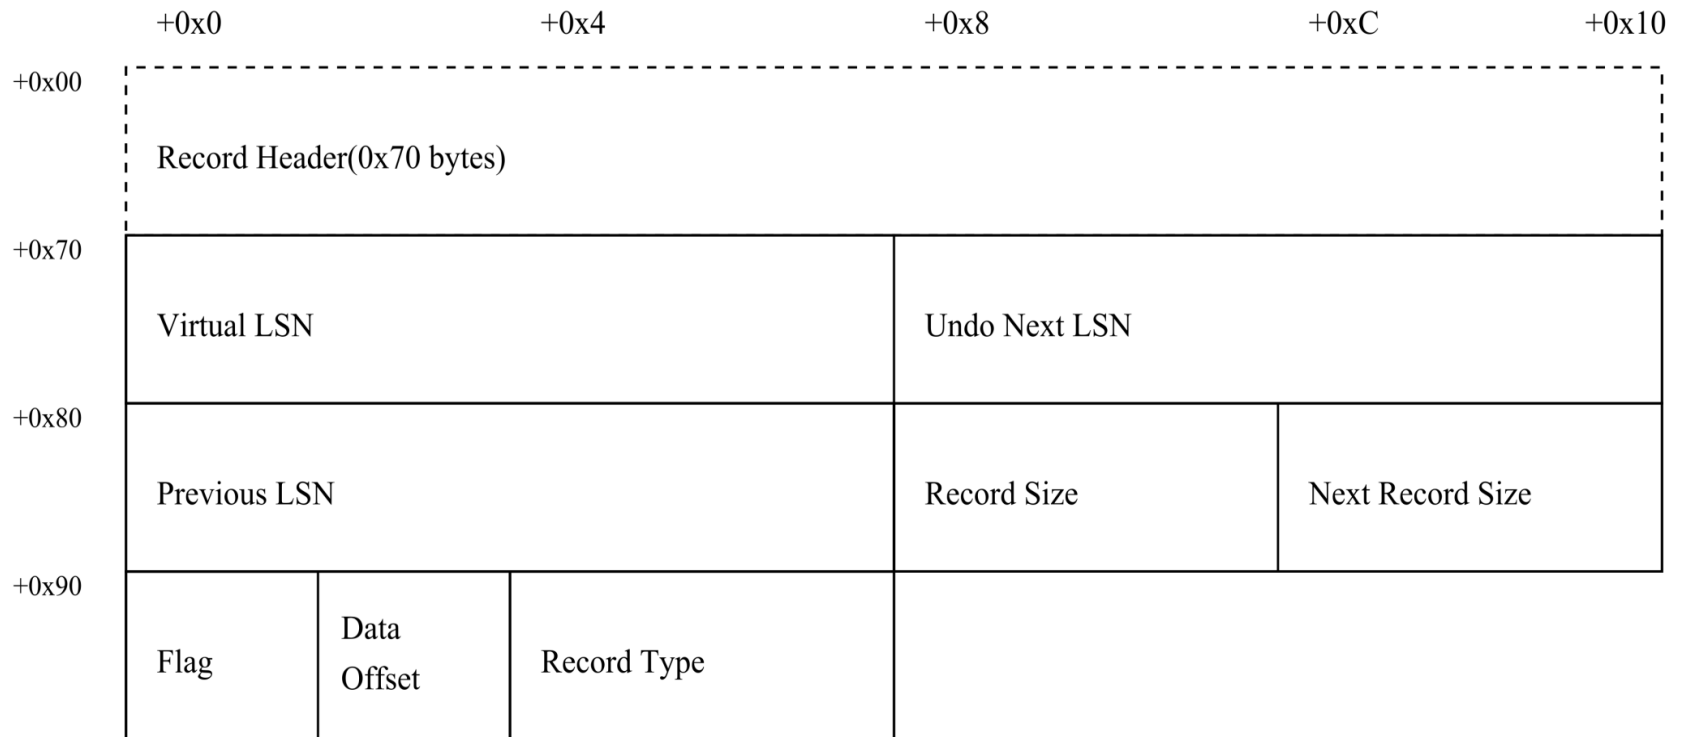 +0x0 +0x4 +0x8 +0xC +0x10
+0x00
Record Header(0x70 bytes)
+0x70
Virtual LSN Undo Next LSN
+0x80
Previous LSN Record Size Next Record Size
+0x90
Flag Data Offset Record Type